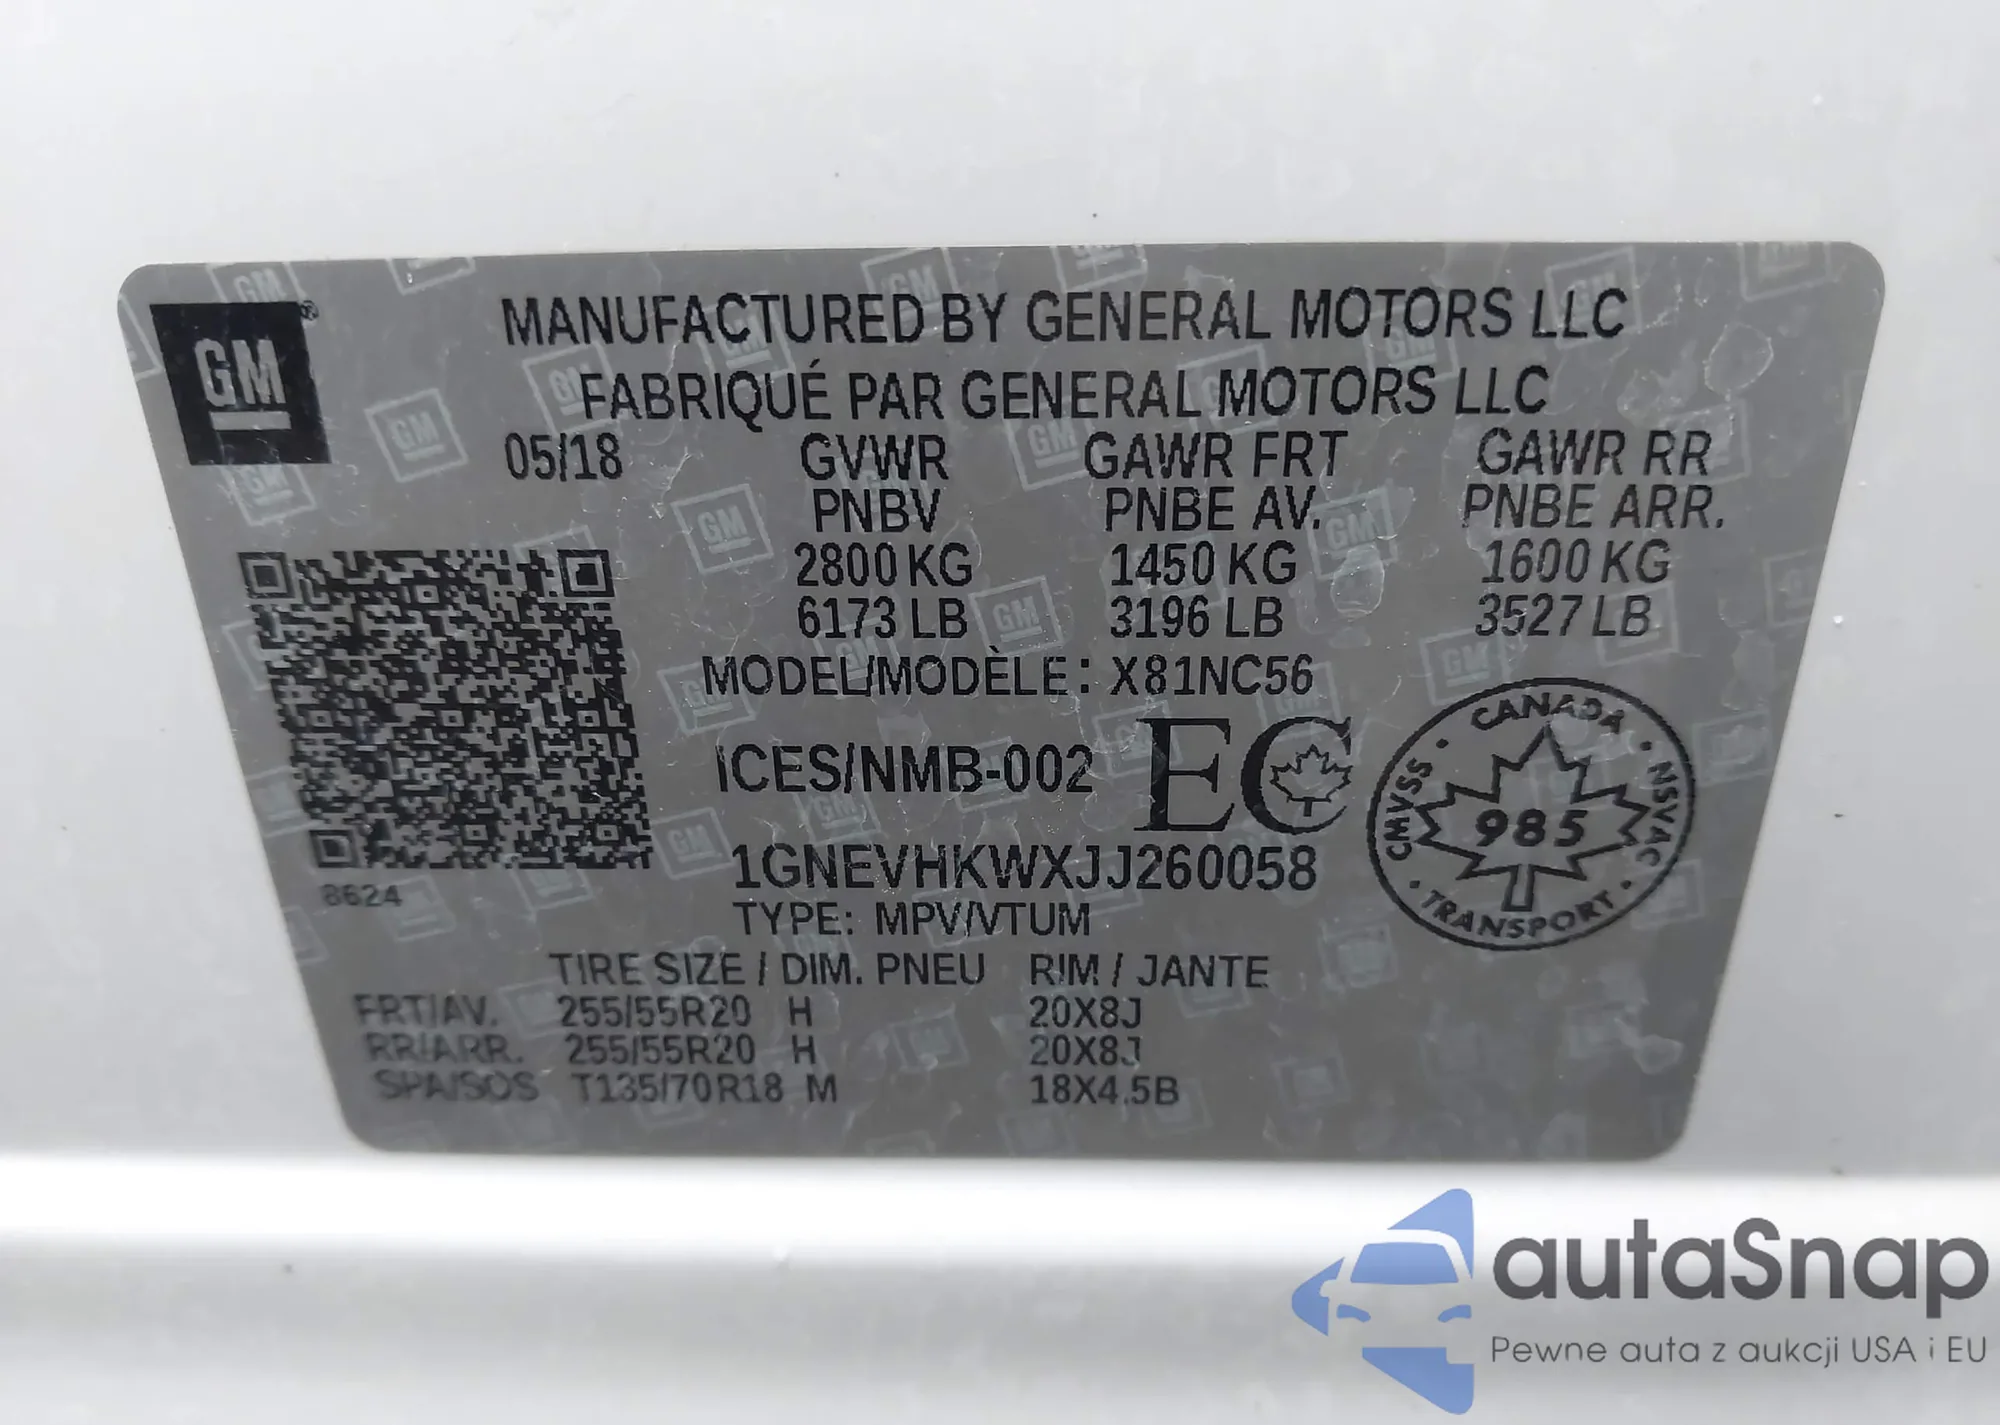 GM®
MANUFACTURED BY GENERAL MOTORS LLC
FABRIQUÉ PAR GENERAL MOTORS LLC
05/18 GVWR GAWR FRT GAWR RR
PNBV PNBE AV. PNBE ARR.
2800 KG 1450 KG 1600 KG
6173 LB 3196 LB 3527 LB
MODEL/MODÈLE: X81NC56
ICES/NMB-002 EC
CANADA
CMVSS 985 NSVAC
TRANSPORT
1GNEVHKWXJJ260058
8624
TYPE: MPV/VTUM
TIRE SIZE / DIM. PNEU RIM / JANTE
FRT/AV. 255/55R20 H 20X8J
RR/ARR. 255/55R20 H 20X8J
SPA/SOS T135/70R18 M 18X4.5B
autaSnap
Pewne auta z aukcji USA i EU